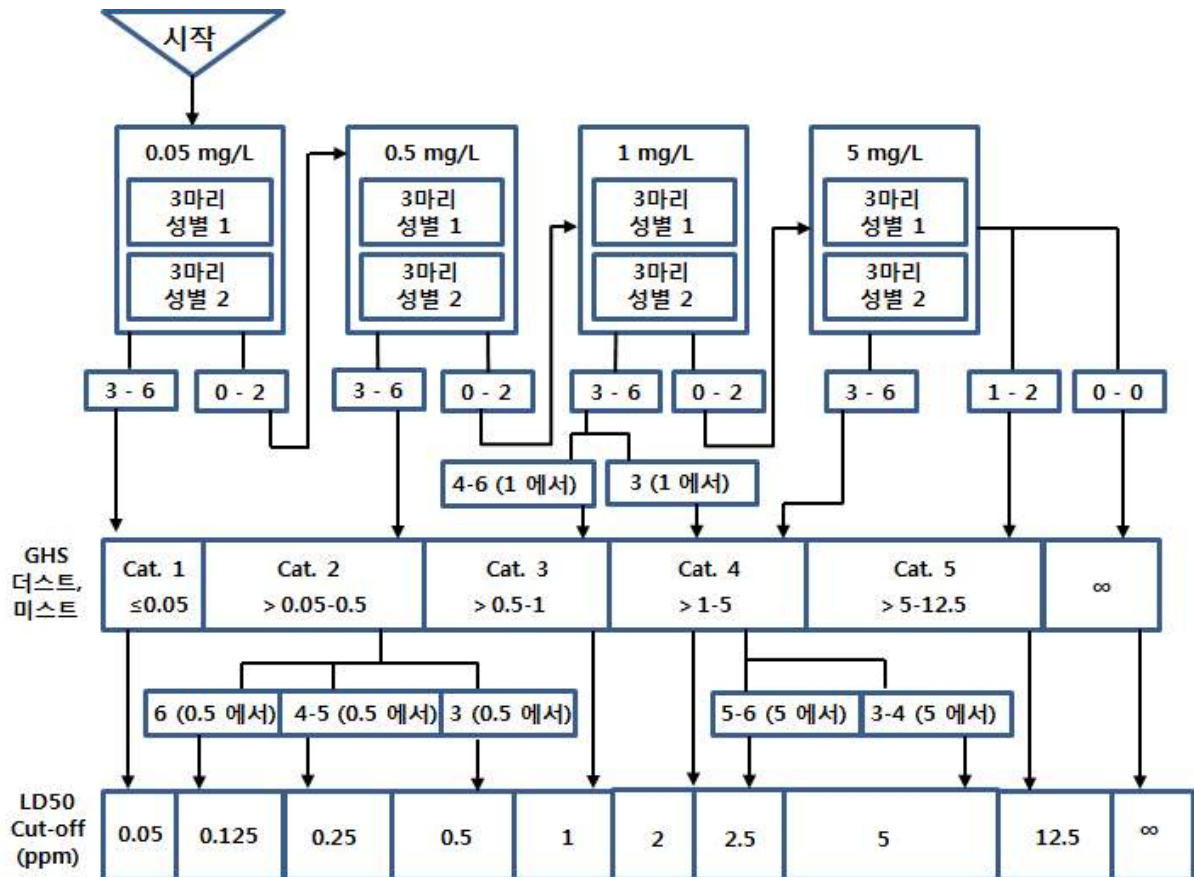 시작
0.05 mg/L
3마리
성별 1
3마리
성별 2
0.5 mg/L
3마리
성별 1
3마리
성별 2
1 mg/L
3마리
성별 1
3마리
성별 2
5 mg/L
3마리
성별 1
3마리
성별 2
3 - 6
0 - 2
3 - 6
0 - 2
3 - 6
0 - 2
3 - 6
1 - 2
0 - 0
4-6 (1 에서)
3 (1 에서)
GHS
더스트,
미스트
Cat. 1
≤0.05
Cat. 2
> 0.05-0.5
Cat. 3
> 0.5-1
Cat. 4
> 1-5
Cat. 5
> 5-12.5
∞
6 (0.5 에서)
4-5 (0.5 에서)
3 (0.5 에서)
5-6 (5 에서)
3-4 (5 에서)
LD50
Cut-off
(ppm)
0.05
0.125
0.25
0.5
1
2
2.5
5
12.5
∞